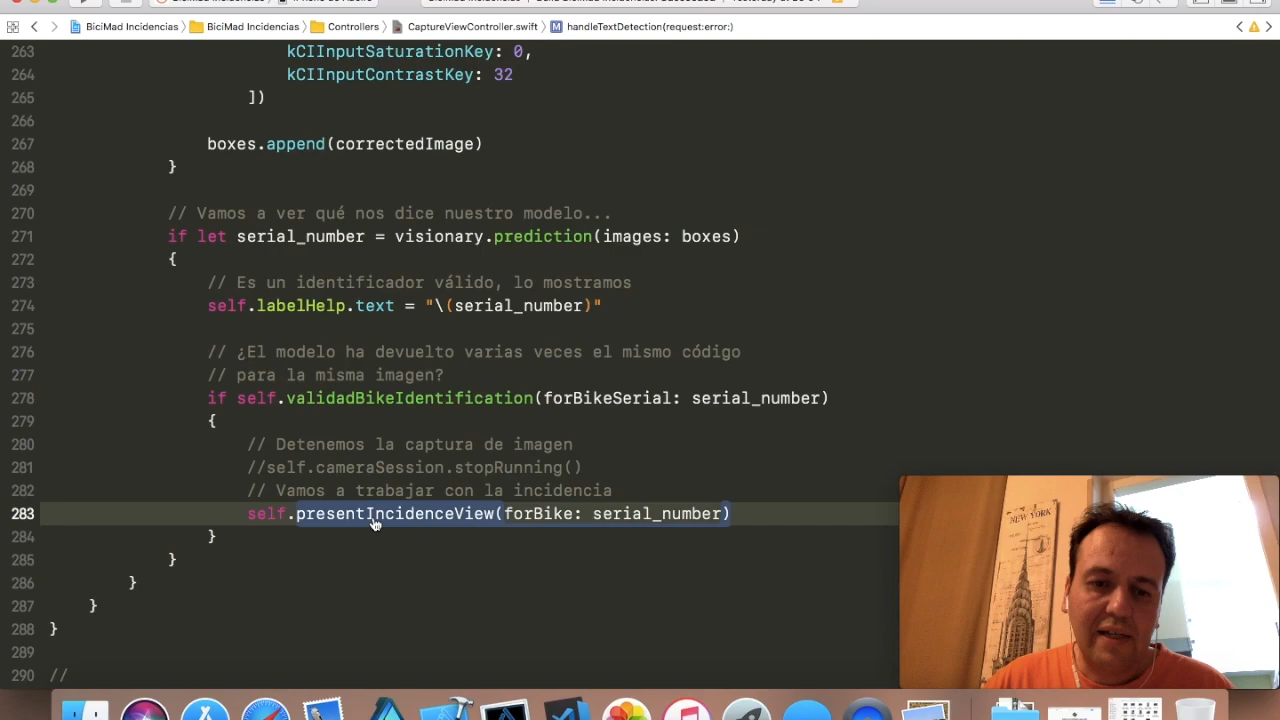 BiciMad Incidencias
BiciMad Incidencias
Controllers
CaptureViewController.swift
M
handleTextDetection(request:error:)
263 kCIInputSaturationKey: 0,
264 kCIInputContrastKey: 32
265 ])
266
267 boxes.append(correctedImage)
268 }
269
270 // Vamos a ver qué nos dice nuestro modelo...
271 if let serial_number = visionary.prediction(images: boxes)
272 {
273 // Es un identificador válido, lo mostramos
274 self.labelHelp.text = "\(serial_number)"
275
276 // ¿El modelo ha devuelto varias veces el mismo código
277 // para la misma imagen?
278 if self.validadBikeIdentification(forBikeSerial: serial_number)
279 {
280 // Detenemos la captura de imagen
281 //self.cameraSession.stopRunning()
282 // Vamos a trabajar con la incidencia
283 self.presentIncidenceView(forBike: serial_number)
284 }
285 }
286 }
287 }
288 }
289
290 //
NEW YORK